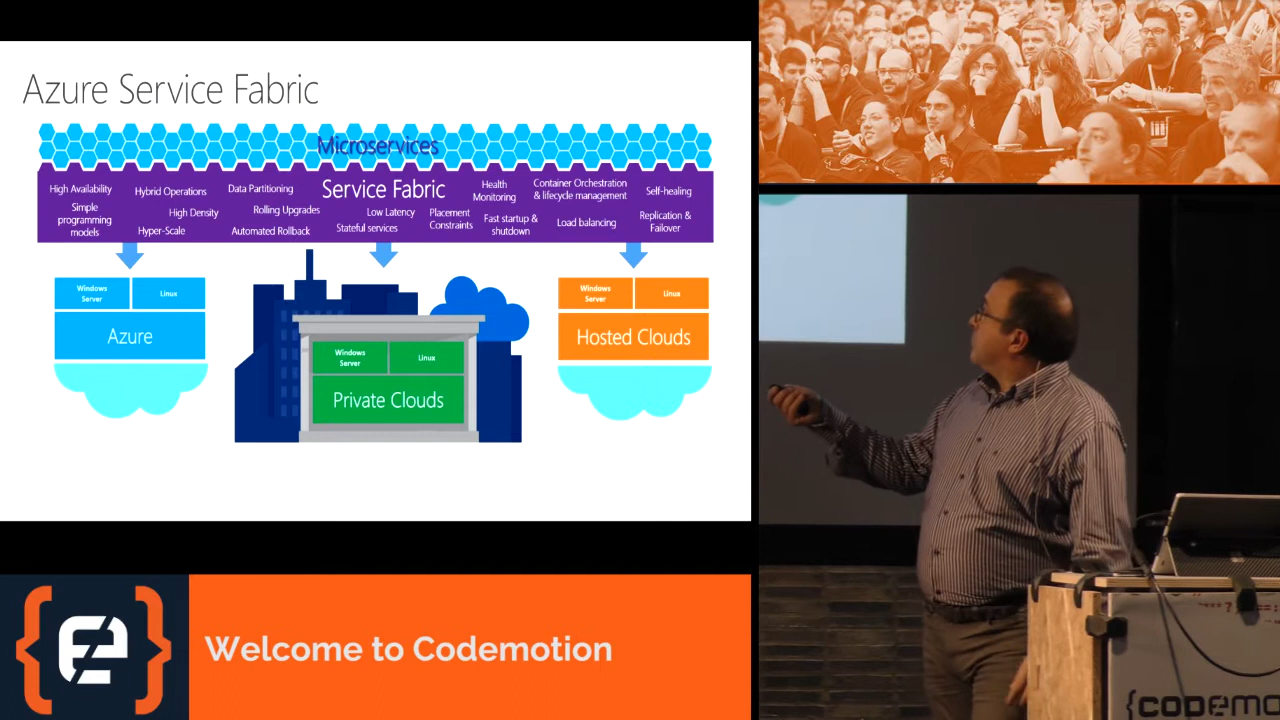 Azure Service Fabric
Microservices
Service Fabric
High Availability
Hybrid Operations
Data Partitioning
Health
Monitoring
Container Orchestration
& lifecycle management
Self-healing
Simple
programming
models
High Density
Rolling Upgrades
Low Latency
Placement
Constraints
Fast startup &
shutdown
Load balancing
Replication &
Failover
Hyper-Scale
Automated Rollback
Stateful services
Windows
Server
Linux
Azure
Windows
Server
Linux
Private Clouds
Windows
Server
Linux
Hosted Clouds
Welcome to Codemotion
{CODEMO